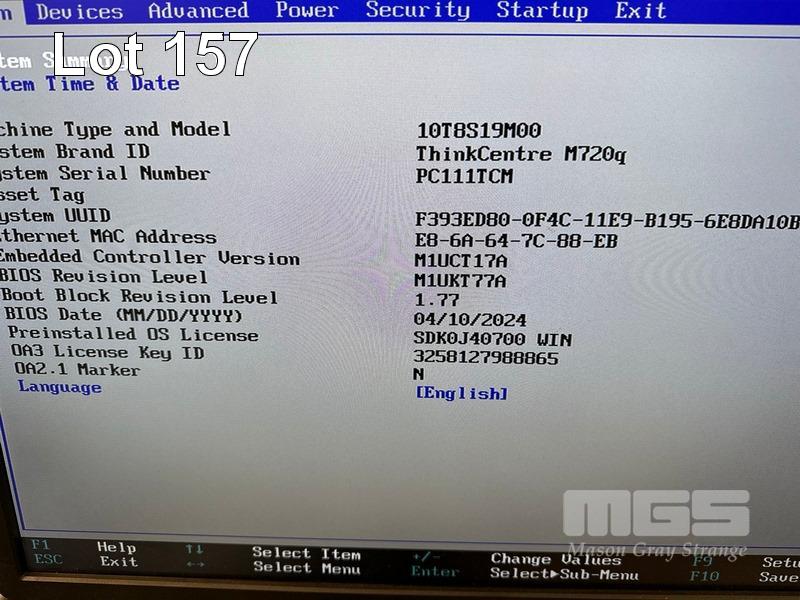 n Devices Advanced Power Security Startup Exit
Lot 157
tem Summary
tem Time & Date
chine Type and Model 10T8S19M00
stem Brand ID ThinkCentre M720q
ystem Serial Number PC111TCM
sset Tag
ystem UUID F393ED80-0F4C-11E9-B195-6E8DA10B
thernet MAC Address E8-6A-64-7C-88-EB
Embedded Controller Version M1UCT17A
BIOS Revision Level M1UKT77A
Boot Block Revision Level 1.77
BIOS Date (MM/DD/YYYY) 04/10/2024
Preinstalled OS License SDK0J40700 WIN
OA3 License Key ID 3258127988865
OA2.1 Marker N
Language [English]
MGS
Mason Gray Strange
F1 Help ↑↓ Select Item +/- Change Values F9 Setu
ESC Exit ↔ Select Menu Enter Select▶Sub-Menu F10 Save